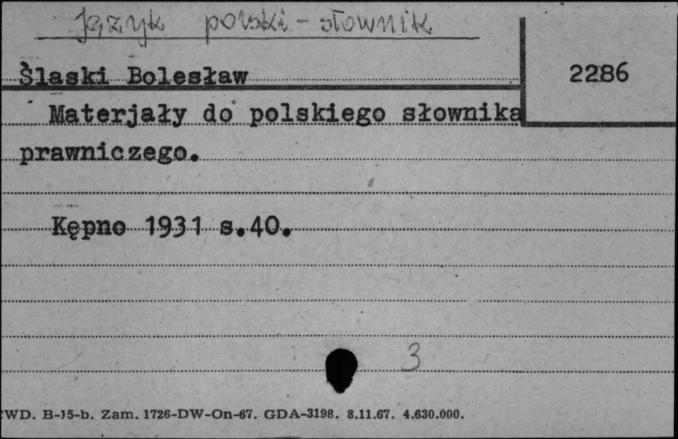 Język polski - słownik
Ślaski Bolesław
2286
Materjały do polskiego słownika
prawniczego.
Kępno 1931 s.40.
3
WD. B-15-b. Zam. 1726-DW-On-67. GDA-3198. 8.11.67. 4.630.000.